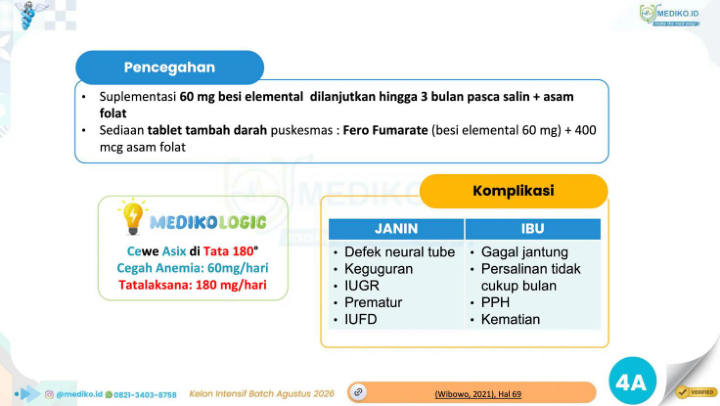 MEDIKO.ID
Pencegahan
• Suplementasi 60 mg besi elemental dilanjutkan hingga 3 bulan pasca salin + asam
folat
• Sediaan tablet tambah darah puskesmas : Fero Fumarate (besi elemental 60 mg) + 400
mcg asam folat
MEDIKO.ID
Komplikasi
MEDIKOLOGIC
Cewe Asix di Tata 180"
Cegah Anemia: 60mg/hari
Tatalaksana: 180 mg/hari
JANIN
• Defek neural tube
• Keguguran
• IUGR
• Prematur
• IUFD
IBU
• Gagal jantung
• Persalinan tidak
cukup bulan
• PPH
• Kematian
4A
@mediko.id 0821-3403-8758 Kelon Intensif Batch Agustus 2026
(Wibowo, 2021), Hal 69
VERIFIED